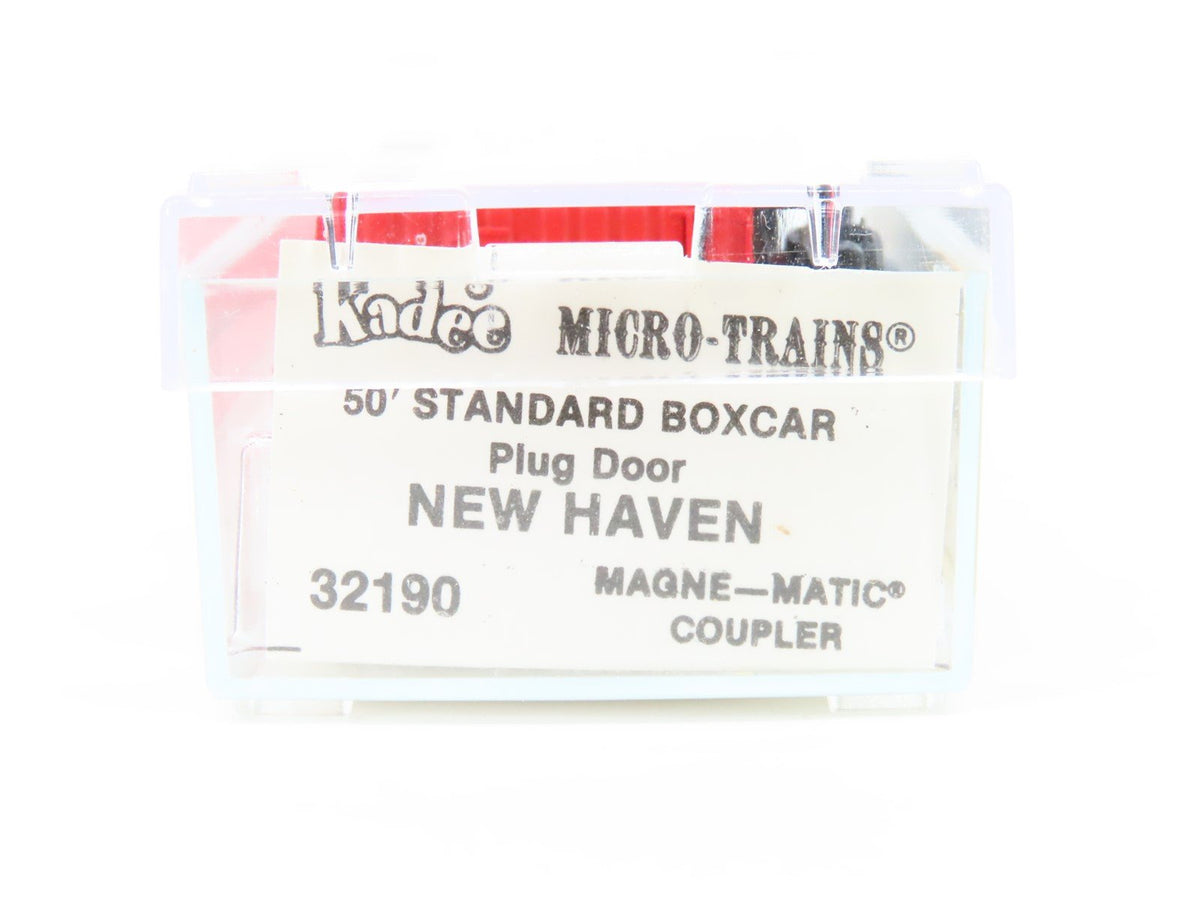 Kadee MICRO-TRAINS®
50' STANDARD BOXCAR
Plug Door
NEW HAVEN
32190 MAGNE—MATIC®
COUPLER